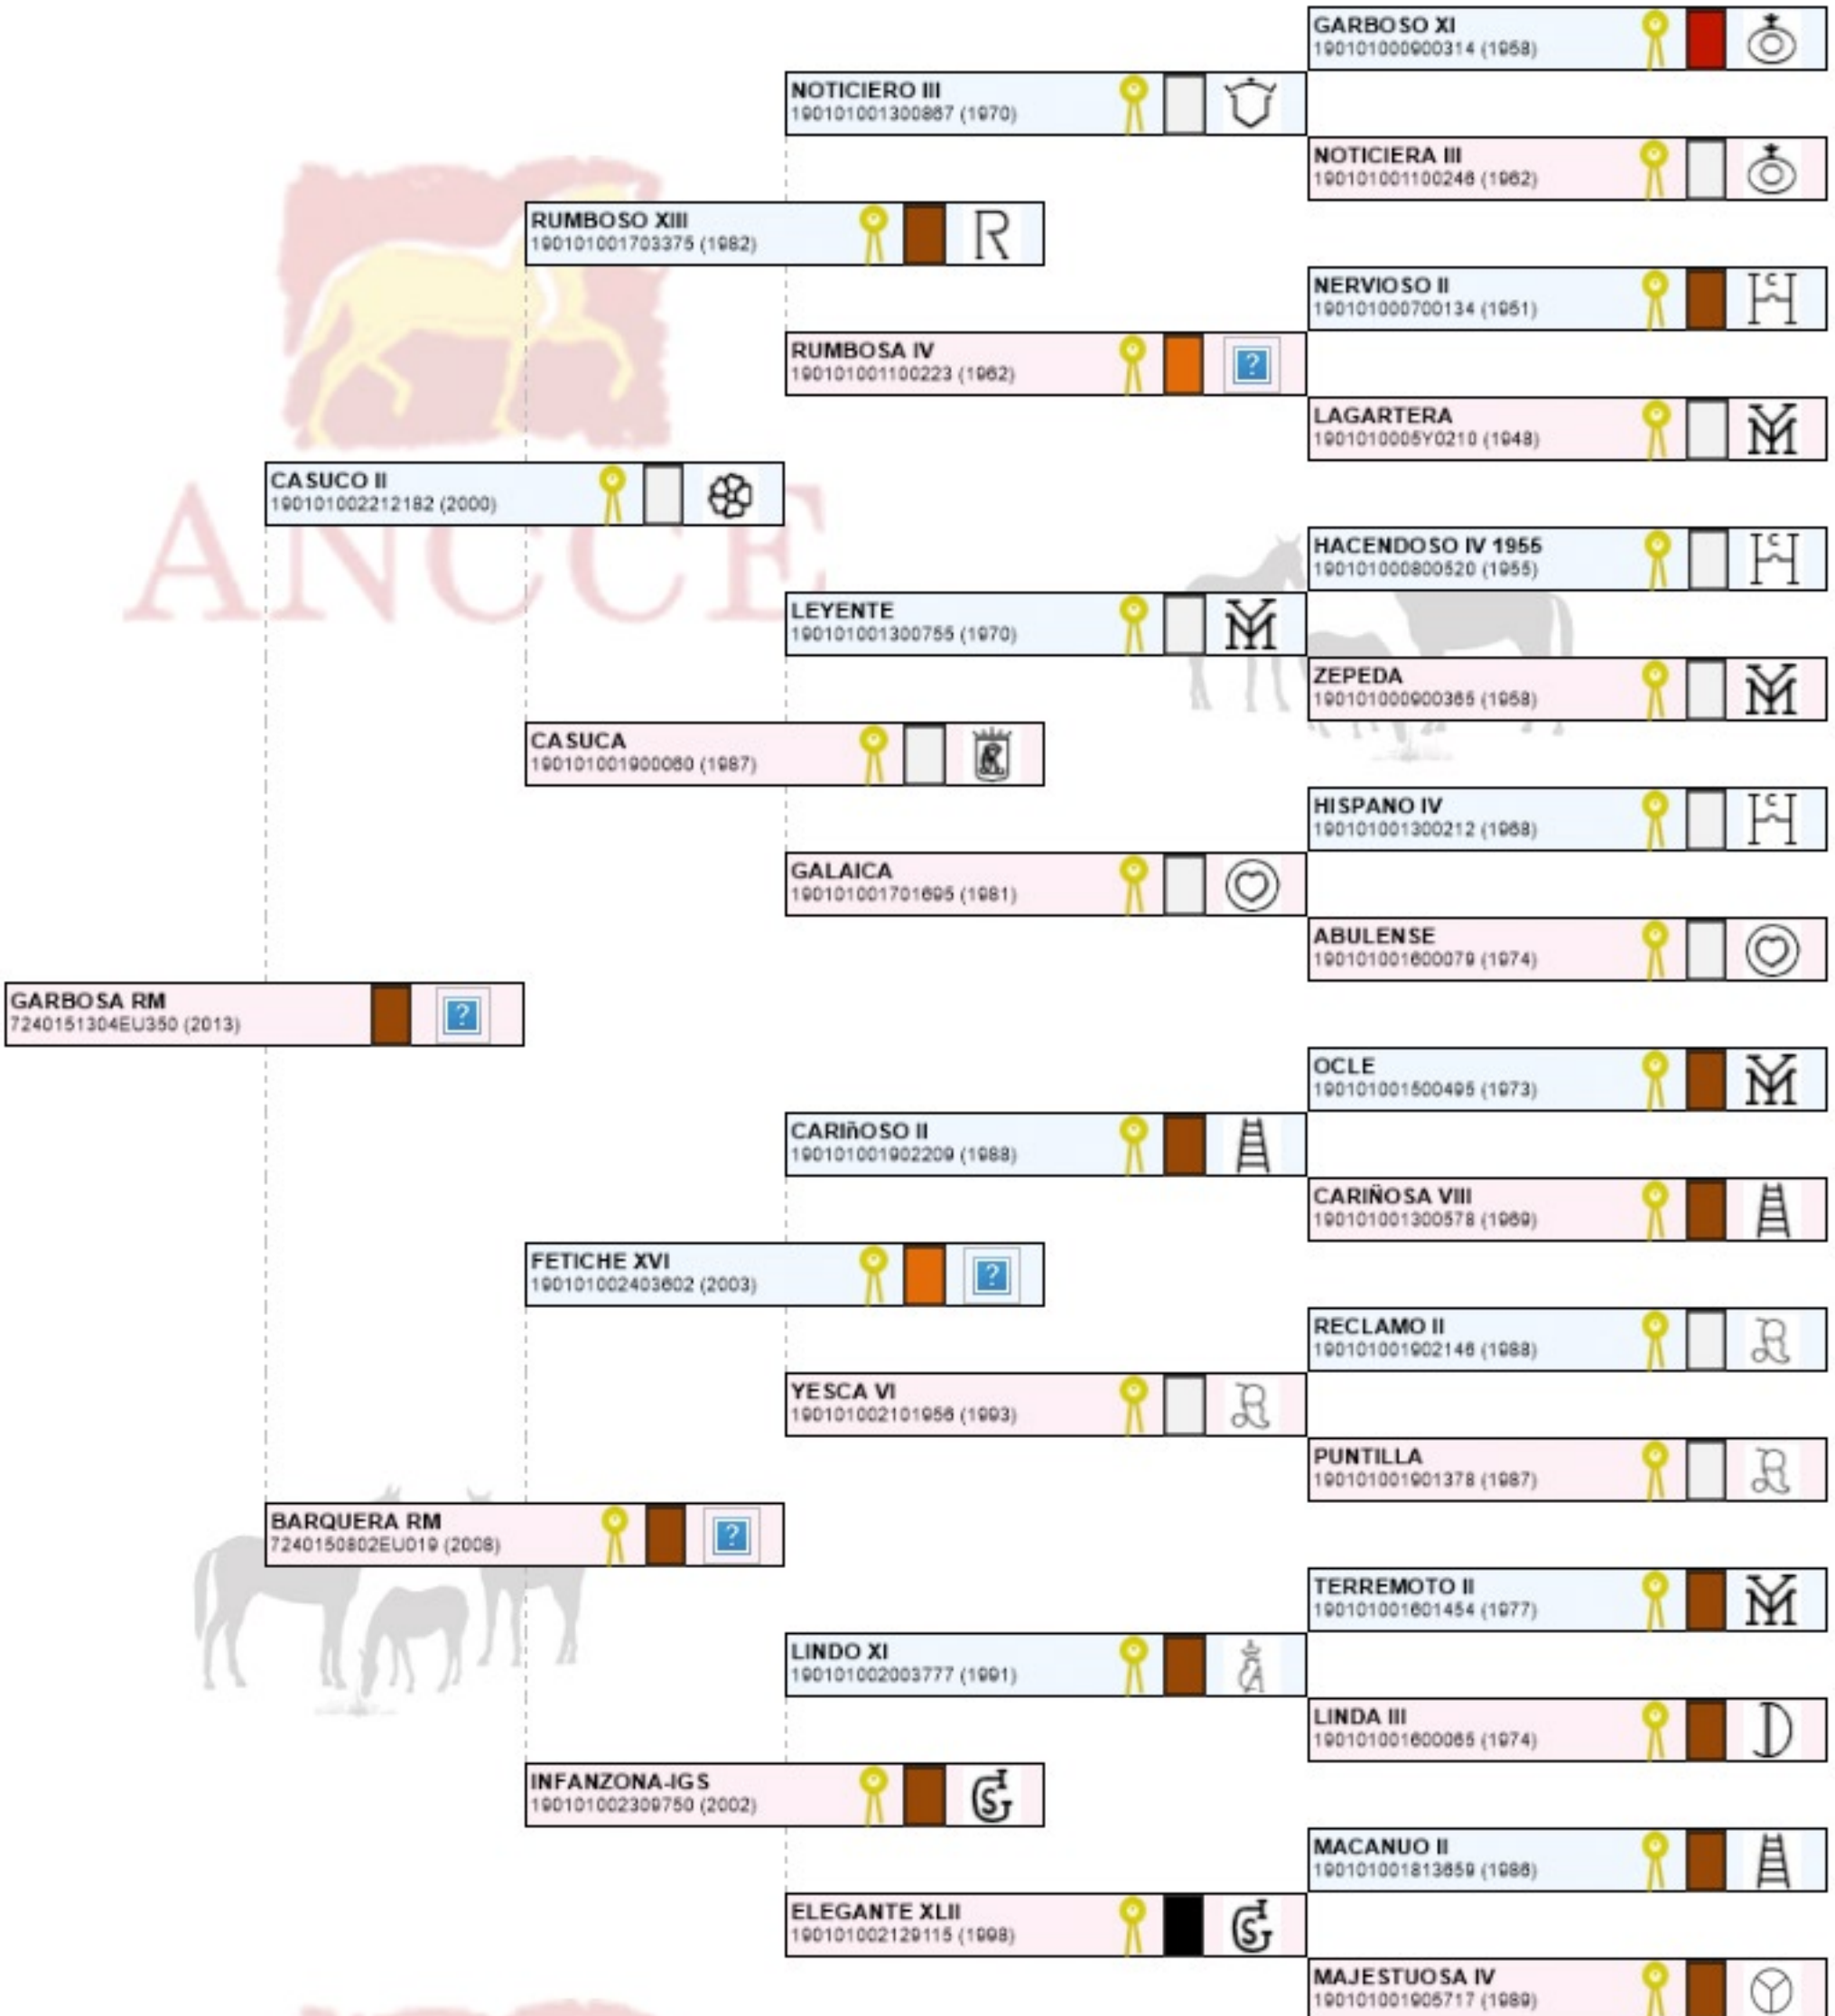 GARBOSO XI
190101000900314 (1958)
NOTICIERO III
190101001300867 (1970)
NOTICIERA III
190101001100246 (1962)
RUMBOSO XIII
190101001703375 (1982)
NERVIOSO II
190101000700134 (1951)
RUMBOSA IV
190101001100223 (1962)
LAGARTERA
1901010005Y0210 (1948)
CASUCO II
190101002212182 (2000)
ANCCE
HACENDOSO IV 1955
190101000800520 (1955)
LEYENTE
190101001300755 (1970)
ZEPEDA
190101000900365 (1958)
CASUCA
190101001900060 (1987)
HISPANO IV
190101001300212 (1968)
GALAICA
190101001701695 (1981)
ABULENSE
190101001600079 (1974)
GARBOSA RM
7240151304EU350 (2013)
OCLE
190101001500495 (1973)
CARIñOSO II
190101001902209 (1988)
CARIÑOSA VIII
190101001300578 (1969)
FETICHE XVI
190101002403602 (2003)
RECLAMO II
190101001902146 (1988)
YESCA VI
190101002101956 (1993)
PUNTILLA
190101001901378 (1987)
BARQUERA RM
7240150802EU019 (2008)
TERREMOTO II
190101001601454 (1977)
LINDO XI
190101002003777 (1991)
LINDA III
190101001600065 (1974)
INFANZONA-IGS
190101002309750 (2002)
MACANUO II
190101001813659 (1986)
ELEGANTE XLII
190101002129115 (1998)
MAJESTUOSA IV
190101001905717 (1989)